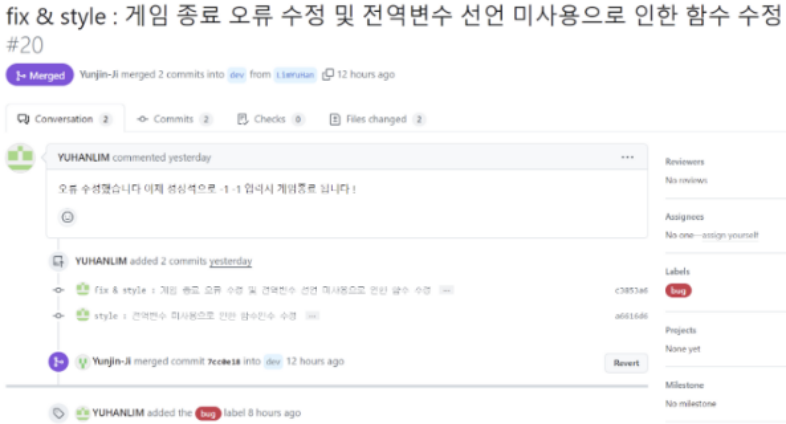 fix & style : 게임 종료 오류 수정 및 전역변수 선언 미사용으로 인한 함수 수정
#20
Merged Yunjin-Ji merged 2 commits into dev from 12 hours ago
Conversation 2 Commits 2 Checks 0 Files changed 2
YUHANLIM commented yesterday
오류 수정했습니다 이제 정상적으로 -1 -1 입력시 게임종료 됩니다 !
Reviewers
No reviews
Assignees
No one—assign yourself
YUHANLIM added 2 commits yesterday
fix & style : 게임 종료 오류 수정 및 전역변수 선언 미사용으로 인한 함수 수정
style : 전역변수 미사용으로 인한 함수인수 수정
Labels
bug
Projects
None yet
Yunjin-Ji merged commit 7cc0e18 into dev 12 hours ago
Revert
Milestone
No milestone
YUHANLIM added the bug label 8 hours ago